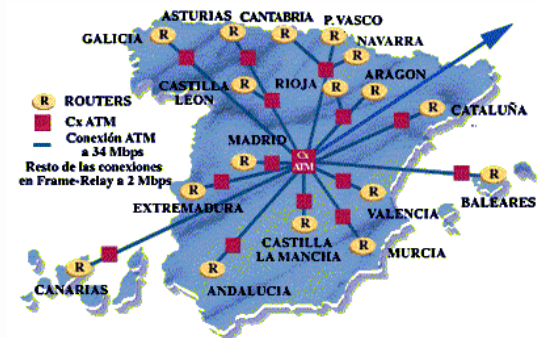 ASTURIAS
CANTABRIA
P.VASCO
GALICIA
R
R
R
R
NAVARRA
R
CASTILLA
LEON
R
RIOJA
R
ARAGON
R
R
CATALUÑA
R ROUTERS
Cx ATM
Conexión ATM
a 34 Mbps
Resto de las conexiones
en Frame-Relay a 2 Mbps
MADRID
R
Cx
ATM
R
EXTREMADURA
R
VALENCIA
R
BALEARES
R
CASTILLA
LA MANCHA
R
MURCIA
R
CANARIAS
R
ANDALUCIA